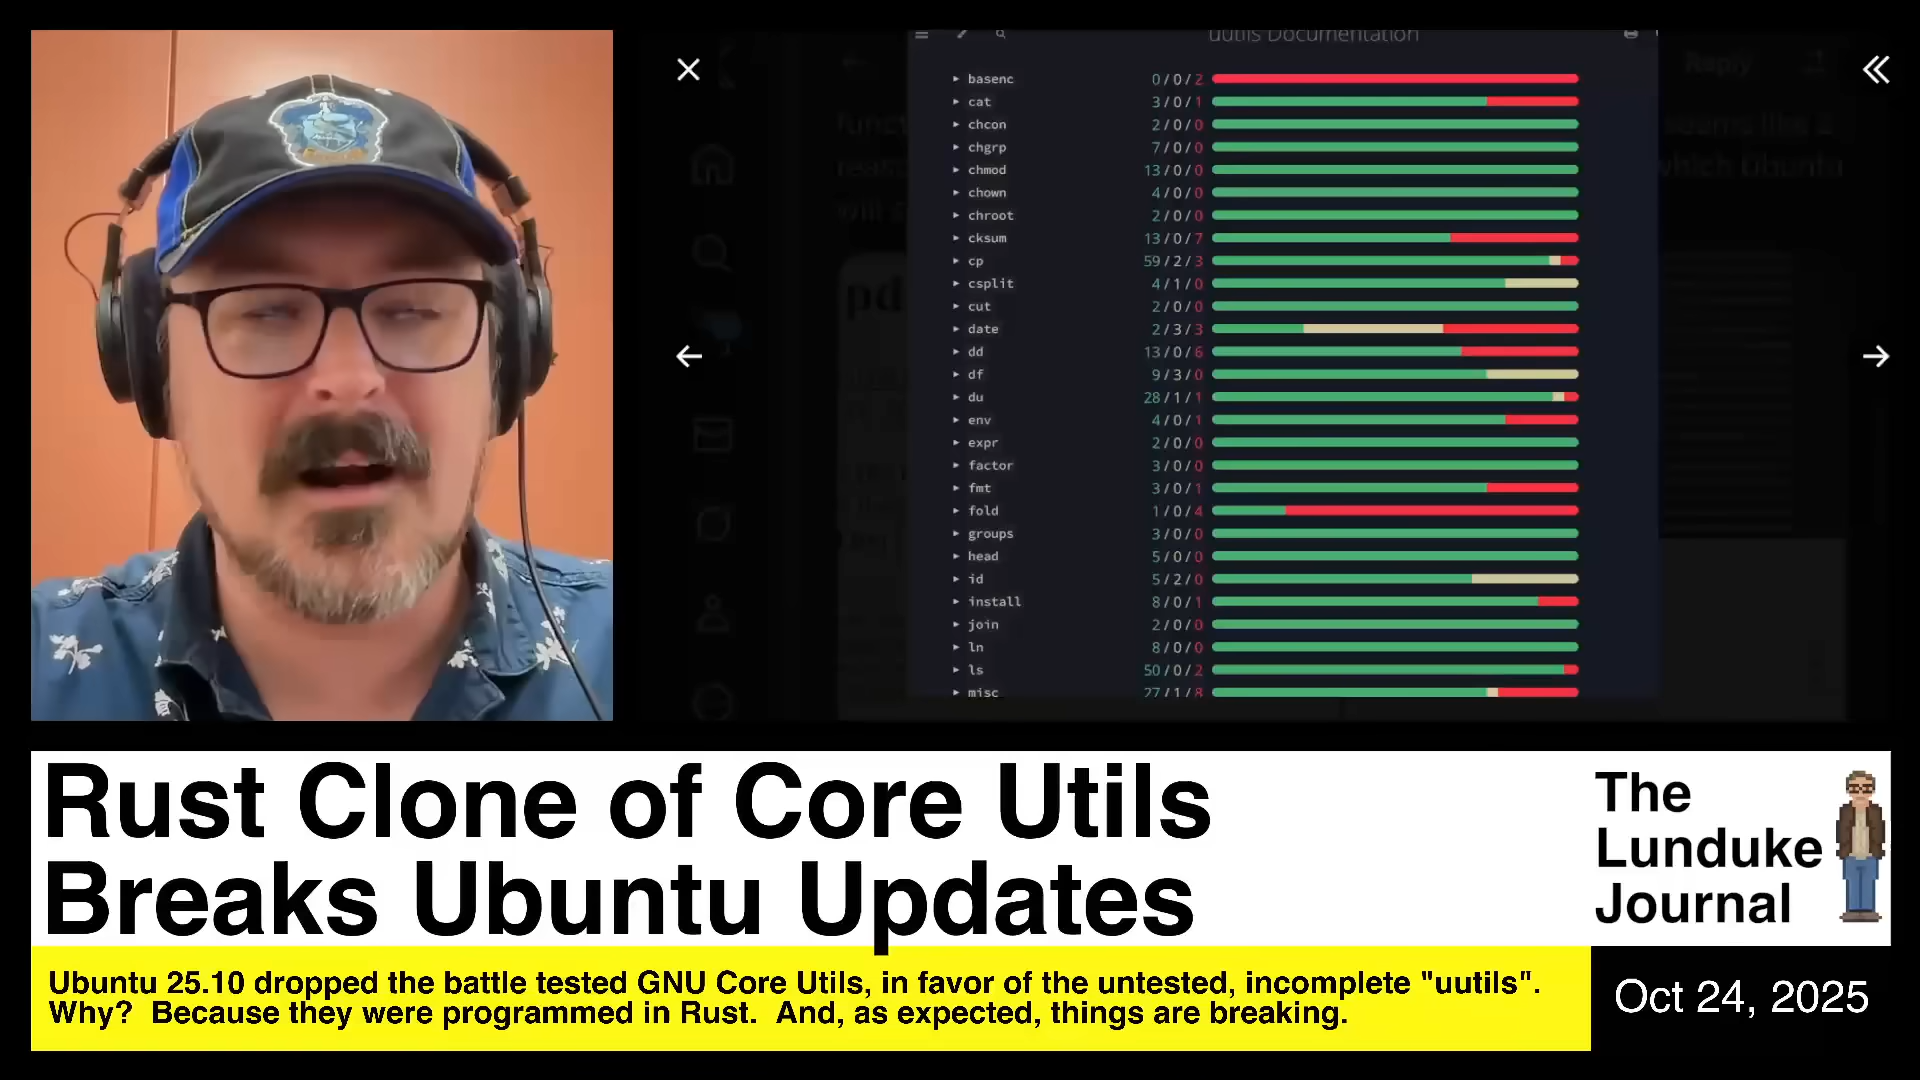 uutils Documentation
Reply
basenc 0/0/2
cat 3/0/1
chcon 2/0/0
chgrp 7/0/0
chmod 13/0/0
chown 4/0/0
chroot 2/0/0
cksum 13/0/7
cp 59/2/3
csplit 4/1/0
cut 2/0/0
date 2/3/3
dd 13/0/6
df 9/3/0
du 28/1/1
env 4/0/1
expr 2/0/0
factor 3/0/0
fmt 3/0/1
fold 1/0/4
groups 3/0/0
head 5/0/0
id 5/2/0
install 8/0/1
join 2/0/0
ln 8/0/0
ls 50/0/2
misc 27/1/8
Rust Clone of Core Utils
Breaks Ubuntu Updates
The
Lunduke
Journal
Ubuntu 25.10 dropped the battle tested GNU Core Utils, in favor of the untested, incomplete "uutils".
Why?  Because they were programmed in Rust.  And, as expected, things are breaking.
Oct 24, 2025